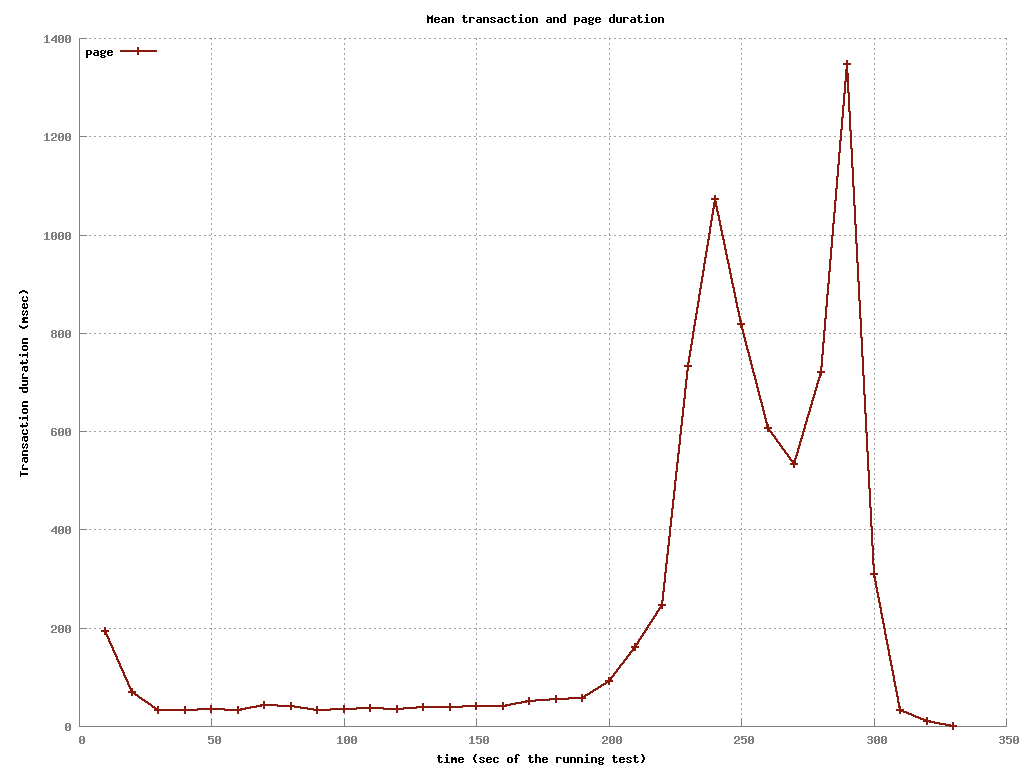 Mean transaction and page duration
1400
page
1200
1000
800
600
400
200
0
Transaction duration (msec)
0 50 100 150 200 250 300 350
time (sec of the running test)